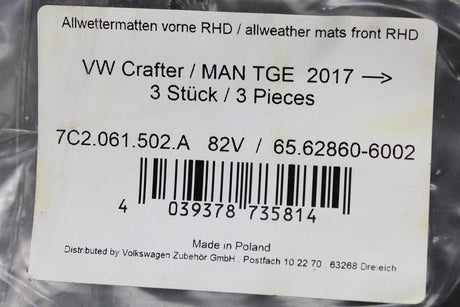 Allwettermatten vorne RHD / allweather mats front RHD
VW Crafter / MAN TGE 2017 →
3 Stück / 3 Pieces
7C2.061.502.A 82V / 65.62860-6002
4 039378 735814
Made in Poland
Distributed by Volkswagen Zubehör GmbH . Postfach 10 22 70 . 63268 Dreieich